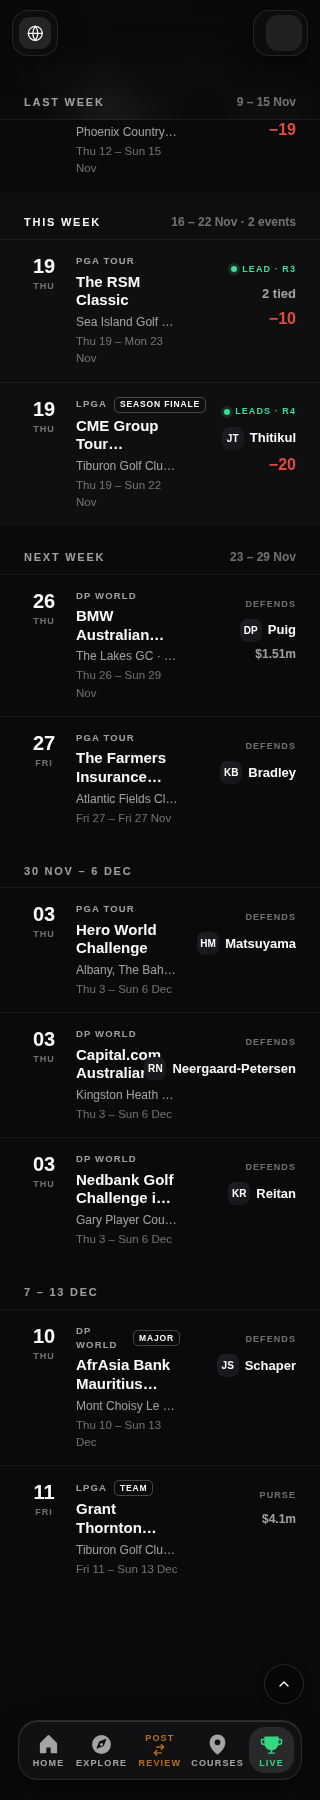 LAST WEEK 9 – 15 Nov
Phoenix Country… −19
Thu 12 – Sun 15
Nov
THIS WEEK 16 – 22 Nov · 2 events
19 PGA TOUR LEAD · R3
THU The RSM
Classic 2 tied
Sea Island Golf … −10
Thu 19 – Mon 23
Nov
19 LPGA SEASON FINALE LEADS · R4
THU CME Group
Tour… JT Thitikul
Tiburon Golf Clu… −20
Thu 19 – Sun 22
Nov
NEXT WEEK 23 – 29 Nov
26 DP WORLD DEFENDS
THU BMW
Australian… DP Puig
The Lakes GC · … $1.51m
Thu 26 – Sun 29
Nov
27 PGA TOUR DEFENDS
FRI The Farmers
Insurance… KB Bradley
Atlantic Fields Cl…
Fri 27 – Fri 27 Nov
30 NOV – 6 DEC
03 PGA TOUR DEFENDS
THU Hero World
Challenge HM Matsuyama
Albany, The Bah…
Thu 3 – Sun 6 Dec
03 DP WORLD DEFENDS
THU Capital.com
Australian RN Neergaard-Petersen
Kingston Heath …
Thu 3 – Sun 6 Dec
03 DP WORLD DEFENDS
THU Nedbank Golf
Challenge i… KR Reitan
Gary Player Cou…
Thu 3 – Sun 6 Dec
7 – 13 DEC
10 DP WORLD MAJOR DEFENDS
THU AfrAsia Bank
Mauritius… JS Schaper
Mont Choisy Le …
Thu 10 – Sun 13
Dec
11 LPGA TEAM PURSE
FRI Grant
Thornton… $4.1m
Tiburon Golf Clu…
Fri 11 – Sun 13 Dec
HOME EXPLORE POST REVIEW COURSES LIVE